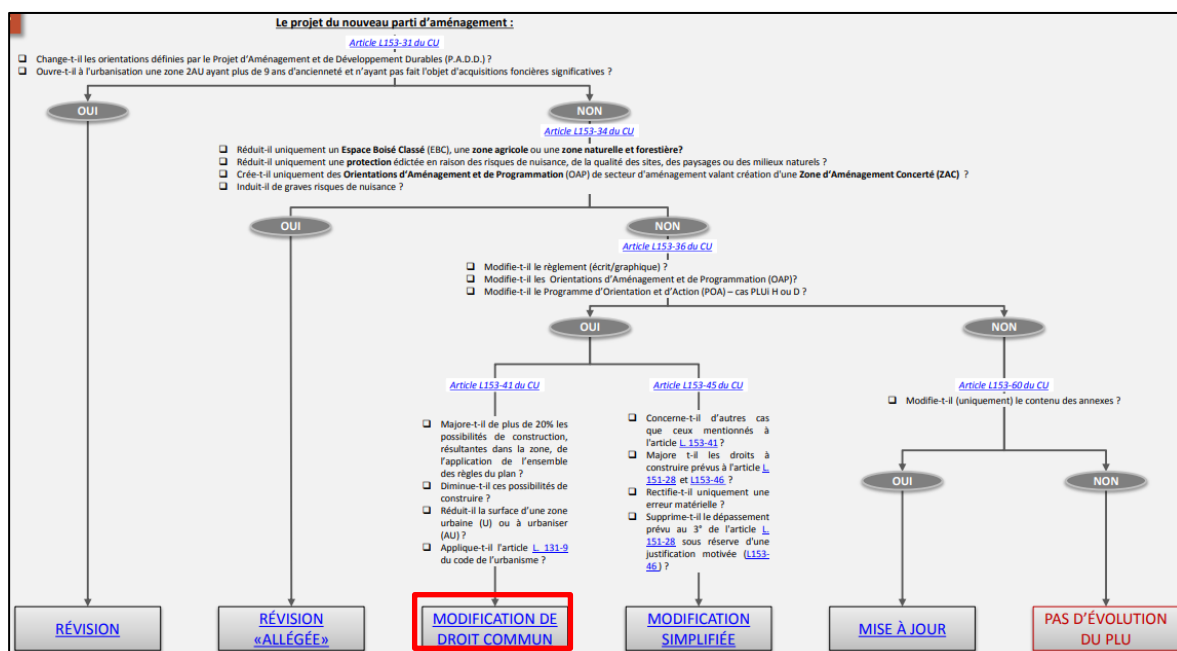 Le projet du nouveau parti d’aménagement :
Article L153-31 du CU
❑ Change-t-il les orientations définies par le Projet d’Aménagement et de Développement Durables (P.A.D.D.) ?
❑ Ouvre-t-il à l’urbanisation une zone 2AU ayant plus de 9 ans d’ancienneté et n’ayant pas fait l’objet d’acquisitions foncières significatives ?
OUI
NON
Article L153-34 du CU
❑ Réduit-il uniquement un Espace Boisé Classé (EBC), une zone agricole ou une zone naturelle et forestière?
❑ Réduit-il uniquement une protection édictée en raison des risques de nuisance, de la qualité des sites, des paysages ou des milieux naturels ?
❑ Crée-t-il uniquement des Orientations d’Aménagement et de Programmation (OAP) de secteur d’aménagement valant création d’une Zone d’Aménagement Concerté (ZAC) ?
❑ Induit-il de graves risques de nuisance ?
OUI
NON
Article L153-36 du CU
❑ Modifie-t-il le règlement (écrit/graphique) ?
❑ Modifie-t-il les Orientations d’Aménagement et de Programmation (OAP)?
❑ Modifie-t-il le Programme d’Orientation et d’Action (POA) – cas PLUi H ou D ?
OUI
NON
Article L153-41 du CU
❑ Majore-t-il de plus de 20% les
possibilités de construction,
résultantes dans la zone, de
l’application de l’ensemble
des règles du plan ?
❑ Diminue-t-il ces possibilités de
construire ?
❑ Réduit-il la surface d’une zone
urbaine (U) ou à urbaniser
(AU) ?
❑ Applique-t-il l’article L. 131-9
du code de l’urbanisme ?
Article L153-45 du CU
❑ Concerne-t-il d’autres cas
que ceux mentionnés à
l’article L. 153-41 ?
❑ Majore t-il les droits à
construire prévus à l’article L.
151-28 et L153-46 ?
❑ Rectifie-t-il uniquement une
erreur matérielle ?
❑ Supprime-t-il le dépassement
prévu au 3° de l’article L.
151-28 sous réserve d'une
justification motivée (L153-
46 ) ?
Article L153-60 du CU
❑ Modifie-t-il (uniquement) le contenu des annexes ?
OUI
NON
RÉVISION
RÉVISION
«ALLÉGÉE»
MODIFICATION DE
DROIT COMMUN
MODIFICATION
SIMPLIFIÉE
MISE À JOUR
PAS D’ÉVOLUTION
DU PLU